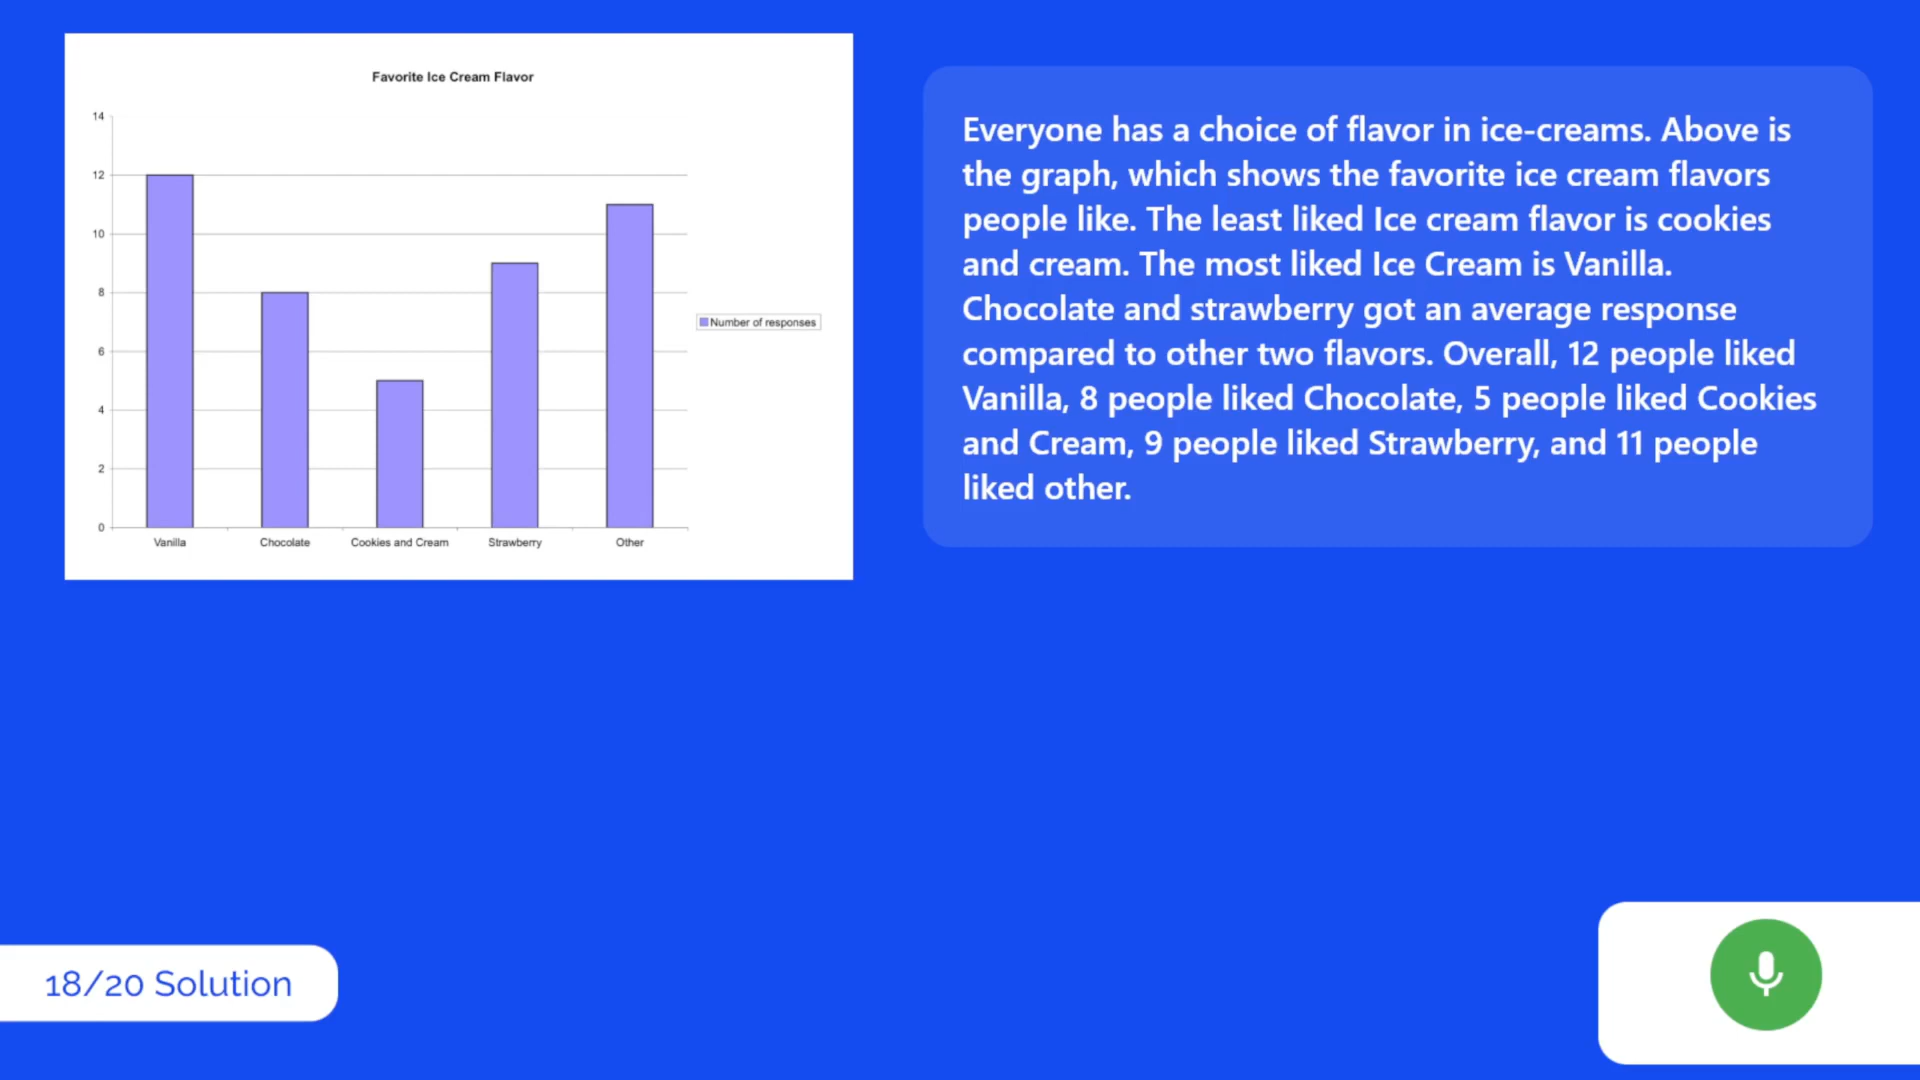 Favorite Ice Cream Flavor
14
12
10
8
6
4
2
0
Vanilla Chocolate Cookies and Cream Strawberry Other
Number of responses
Everyone has a choice of flavor in ice-creams. Above is
the graph, which shows the favorite ice cream flavors
people like. The least liked Ice cream flavor is cookies
and cream. The most liked Ice Cream is Vanilla.
Chocolate and strawberry got an average response
compared to other two flavors. Overall, 12 people liked
Vanilla, 8 people liked Chocolate, 5 people liked Cookies
and Cream, 9 people liked Strawberry, and 11 people
liked other.
18/20 Solution